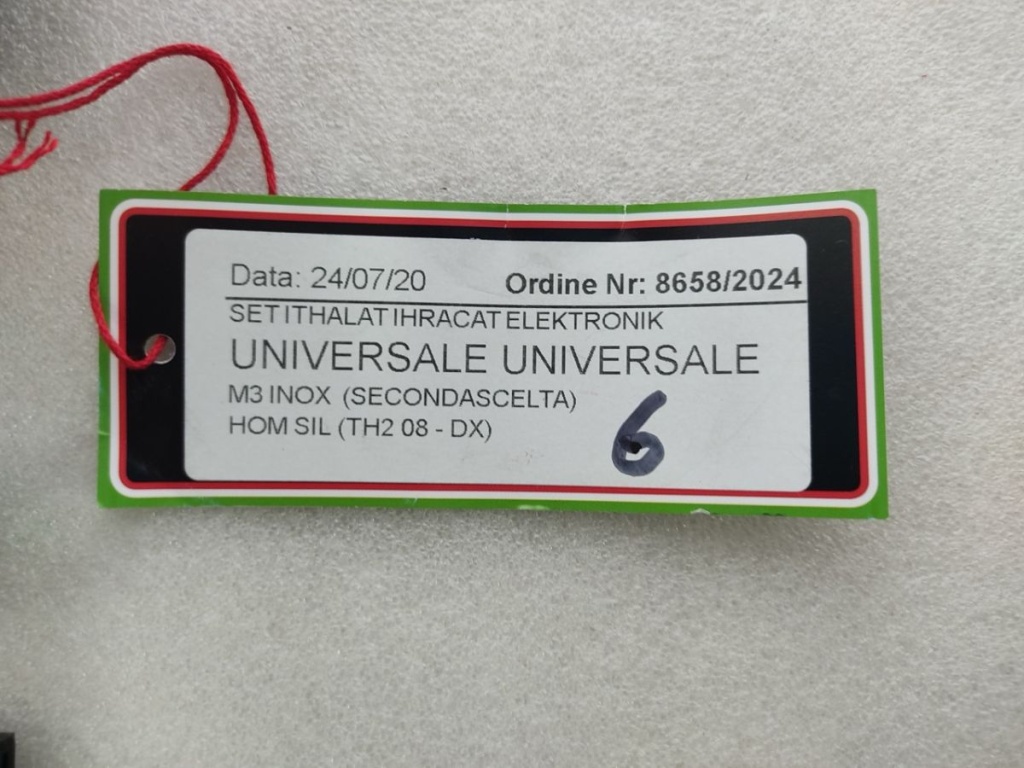 Data: 24/07/20 Ordine Nr: 8658/2024
SET ITHALAT IHRACAT ELEKTRONIK
UNIVERSALE UNIVERSALE
M3 INOX (SECONDASCELTA)
HOM SIL (TH2 08 - DX)
6